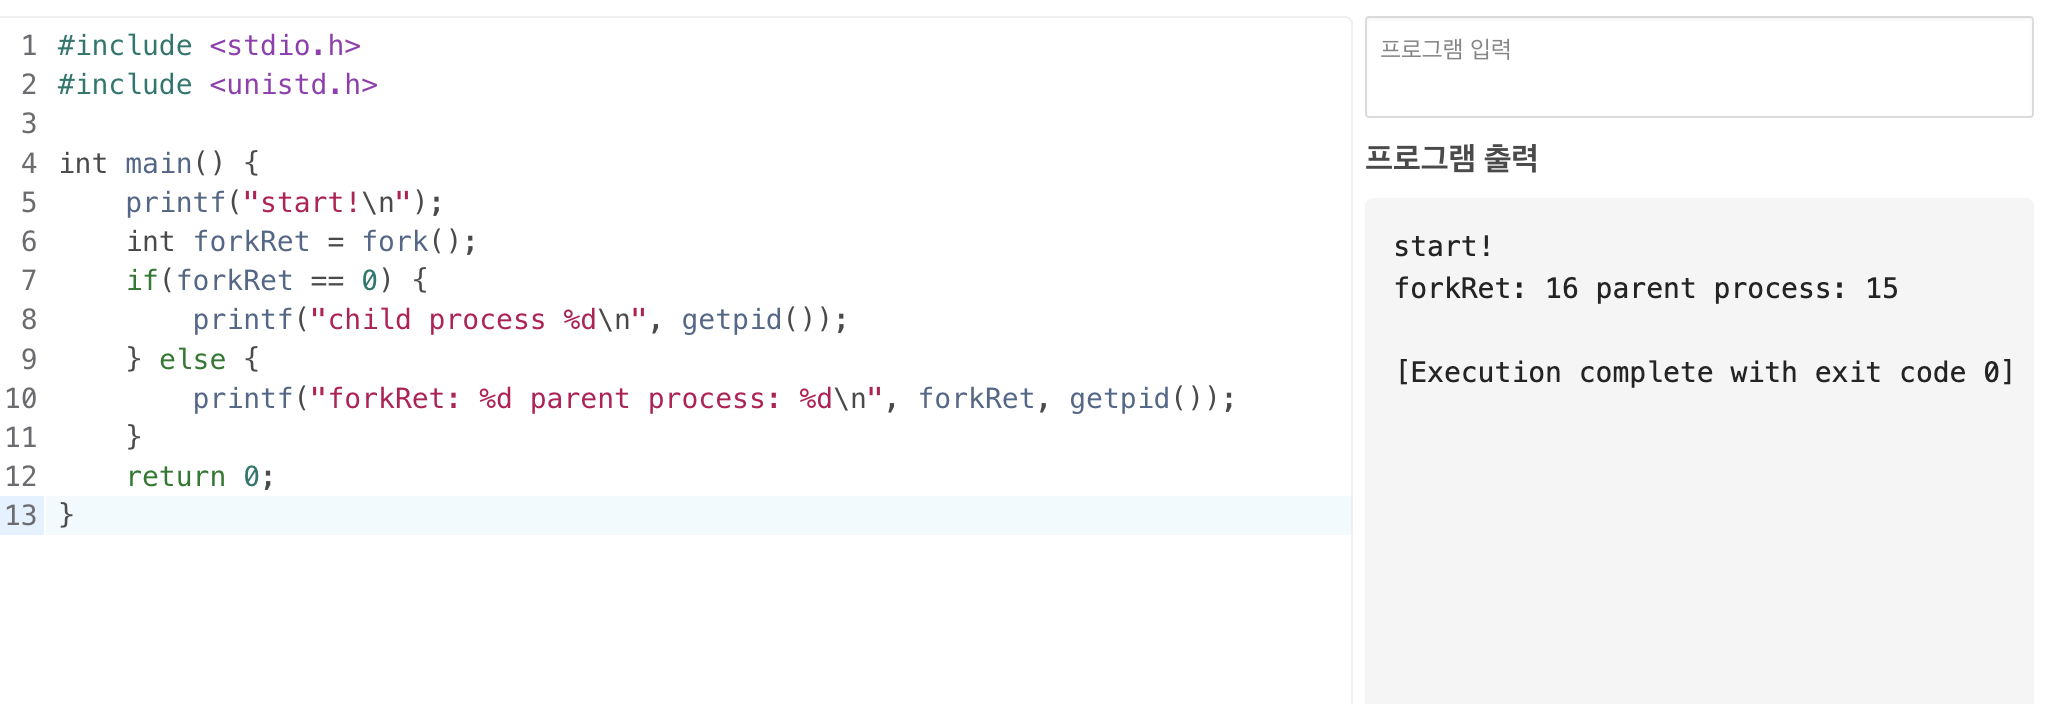 1 #include <stdio.h>
2 #include <unistd.h>
3
4 int main() {
5     printf("start!\n");
6     int forkRet = fork();
7     if(forkRet == 0) {
8         printf("child process %d\n", getpid());
9     } else {
10         printf("forkRet: %d parent process: %d\n", forkRet, getpid());
11     }
12     return 0;
13 }
프로그램 입력
프로그램 출력
start!
forkRet: 16 parent process: 15
[Execution complete with exit code 0]